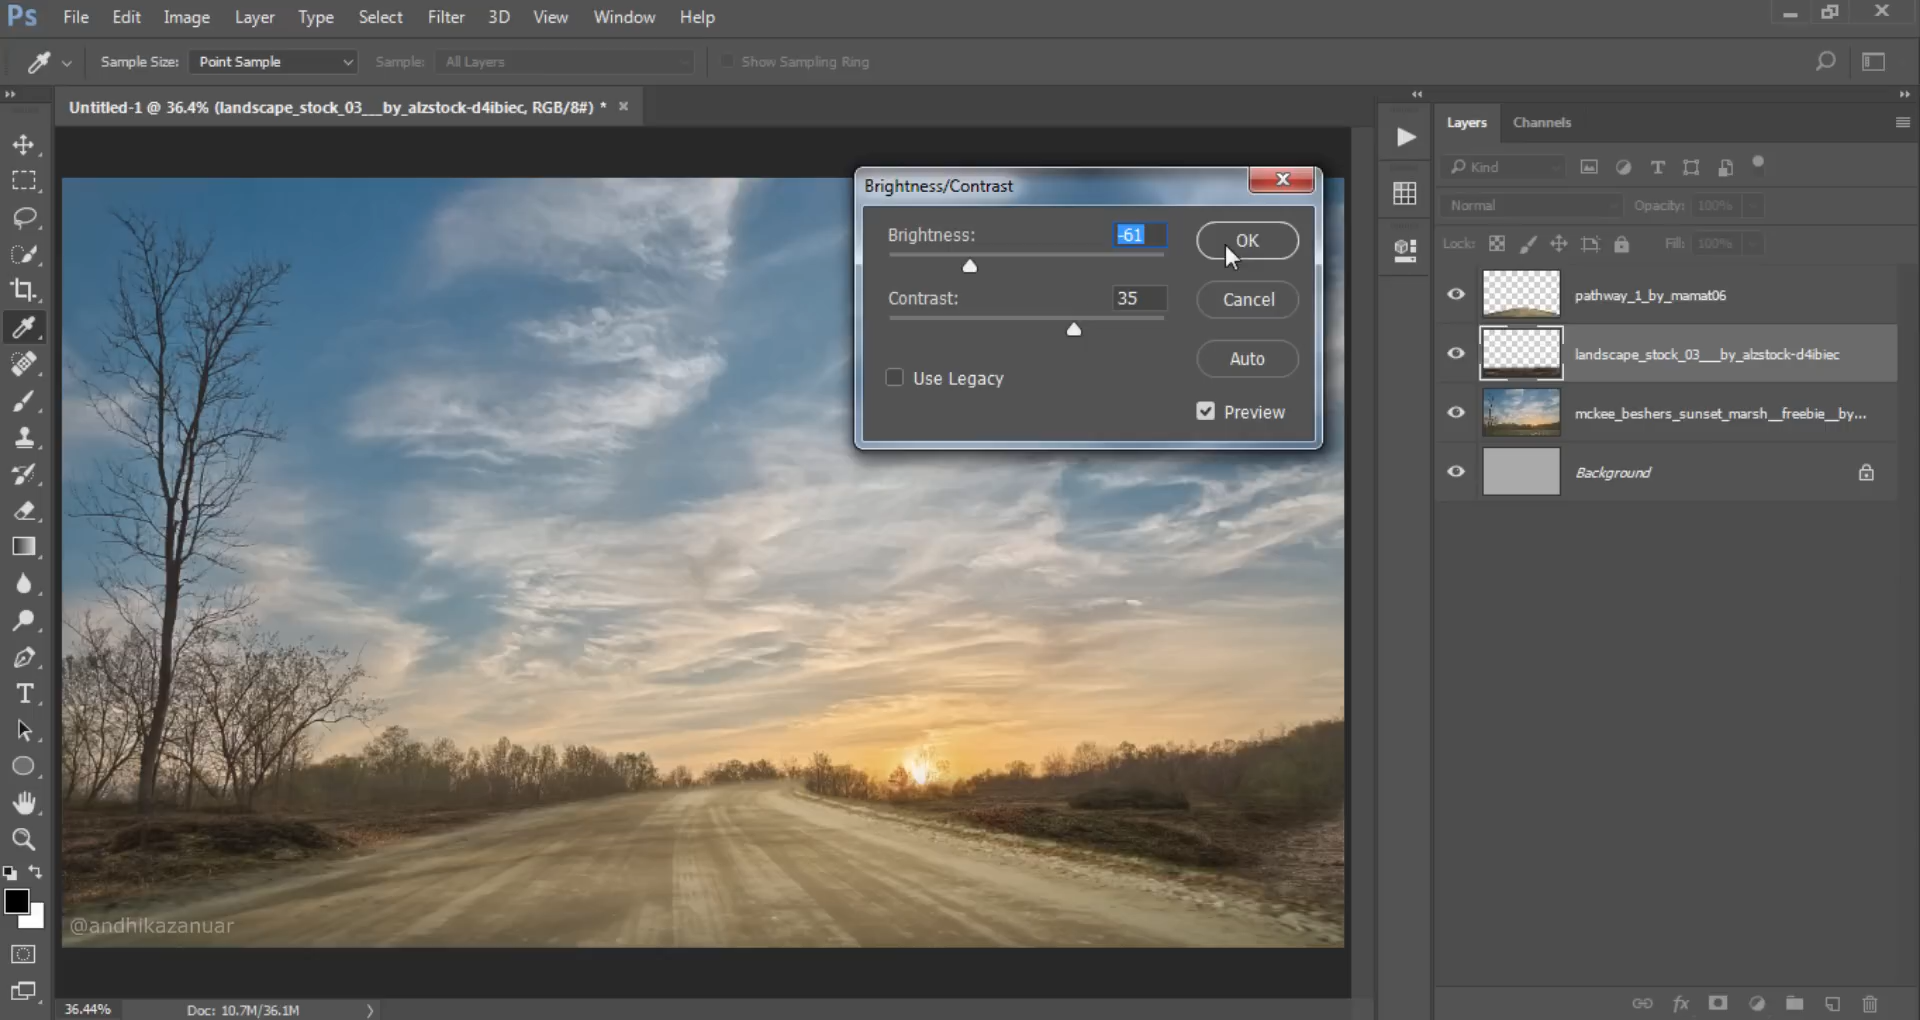 Ps File Edit Image Layer Type Select Filter 3D View Window Help
Sample Size: Point Sample Sample: All Layers Show Sampling Ring
Untitled-1 @ 36.4% (landscape_stock_03___by_alzstock-d4ibiec, RGB/8#) *
Brightness/Contrast
Brightness: -61
OK
Contrast: 35
Cancel
Auto
Use Legacy
Preview
@andhikazanuar
36.44% Doc: 10.7M/36.1M
Layers Channels
Kind
Normal Opacity: 100%
Lock: Fill: 100%
pathway_1_by_mamat06
landscape_stock_03___by_alzstock-d4ibiec
mckee_beshers_sunset_marsh__freebie__by...
Background
fx